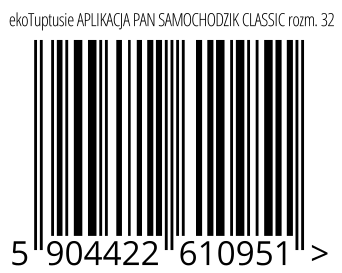 ekoTuptusie APLIKACJA PAN SAMOCHODZIK CLASSIC rozm. 32
5 904422 610951 >